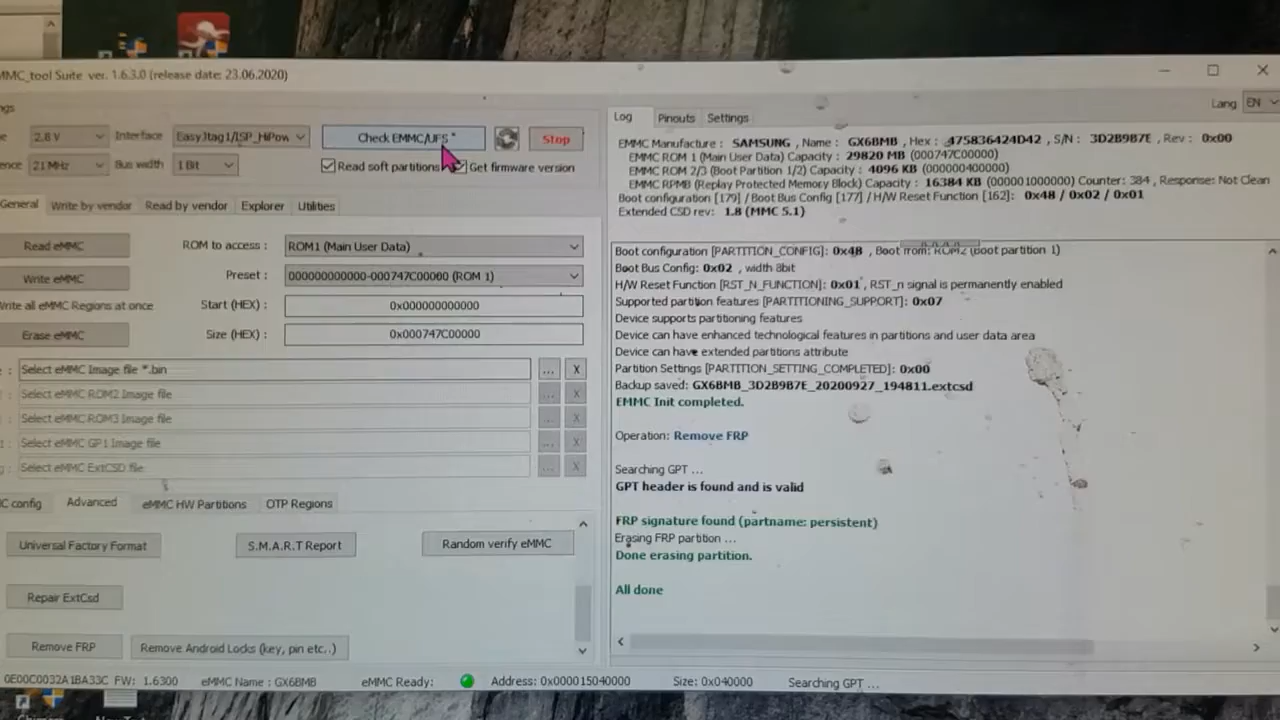 MMC_tool Suite ver. 1.6.3.0 (release date: 23.06.2020)
Lang EN
2.8 V Interface EasyJtag1/ISP_HiPow Check EMMC/UFS * Stop
21 MHz Bus width 1 Bit Read soft partitions Get firmware version
General Write by vendor Read by vendor Explorer Utilities
Read eMMC ROM to access : ROM1 (Main User Data)
Write eMMC Preset : 000000000000-000747C00000 (ROM 1)
Write all eMMC Regions at once Start (HEX) : 0x000000000000
Erase eMMC Size (HEX) : 0x000747C00000
Select eMMC Image file *.bin ... X
Select eMMC ROM2 Image file ... X
Select eMMC ROM3 Image file ... X
Select eMMC GP1 Image file ... X
Select eMMC ExtCSD file ... X
config Advanced eMMC HW Partitions OTP Regions
Universal Factory Format S.M.A.R.T Report Random verify eMMC
Repair ExtCsd
Remove FRP Remove Android Locks (key, pin etc..)
Log Pinouts Settings
EMMC Manufacture : SAMSUNG , Name : GX6BMB , Hex : 475836424D42 , S/N : 3D2B9B7E , Rev : 0x00
EMMC ROM 1 (Main User Data) Capacity : 29820 MB (000747C00000)
EMMC ROM 2/3 (Boot Partition 1/2) Capacity : 4096 KB (000000400000)
EMMC RPMB (Replay Protected Memory Block) Capacity : 16384 KB (000001000000) Counter: 384 , Response: Not Clean
Boot configuration [179] / Boot Bus Config [177] / H/W Reset Function [162]: 0x48 / 0x02 / 0x01
Extended CSD rev: 1.8 (MMC 5.1)
Boot configuration [PARTITION_CONFIG]: 0x48 , Boot from: ROM2 (Boot partition 1)
Boot Bus Config: 0x02 , width 8bit
H/W Reset Function [RST_N_FUNCTION]: 0x01 , RST_n signal is permanently enabled
Supported partition features [PARTITIONING_SUPPORT]: 0x07
Device supports partitioning features
Device can have enhanced technological features in partitions and user data area
Device can have extended partitions attribute
Partition Settings [PARTITION_SETTING_COMPLETED]: 0x00
Backup saved: GX6BMB_3D2B9B7E_20200927_194811.extcsd
EMMC Init completed.
Operation: Remove FRP
Searching GPT ...
GPT header is found and is valid
FRP signature found (partname: persistent)
Erasing FRP partition ...
Done erasing partition.
All done
0E00C0032A1BA33C FW: 1.6300 eMMC Name : GX6BMB eMMC Ready: Address: 0x000015040000 Size: 0x040000 Searching GPT ...